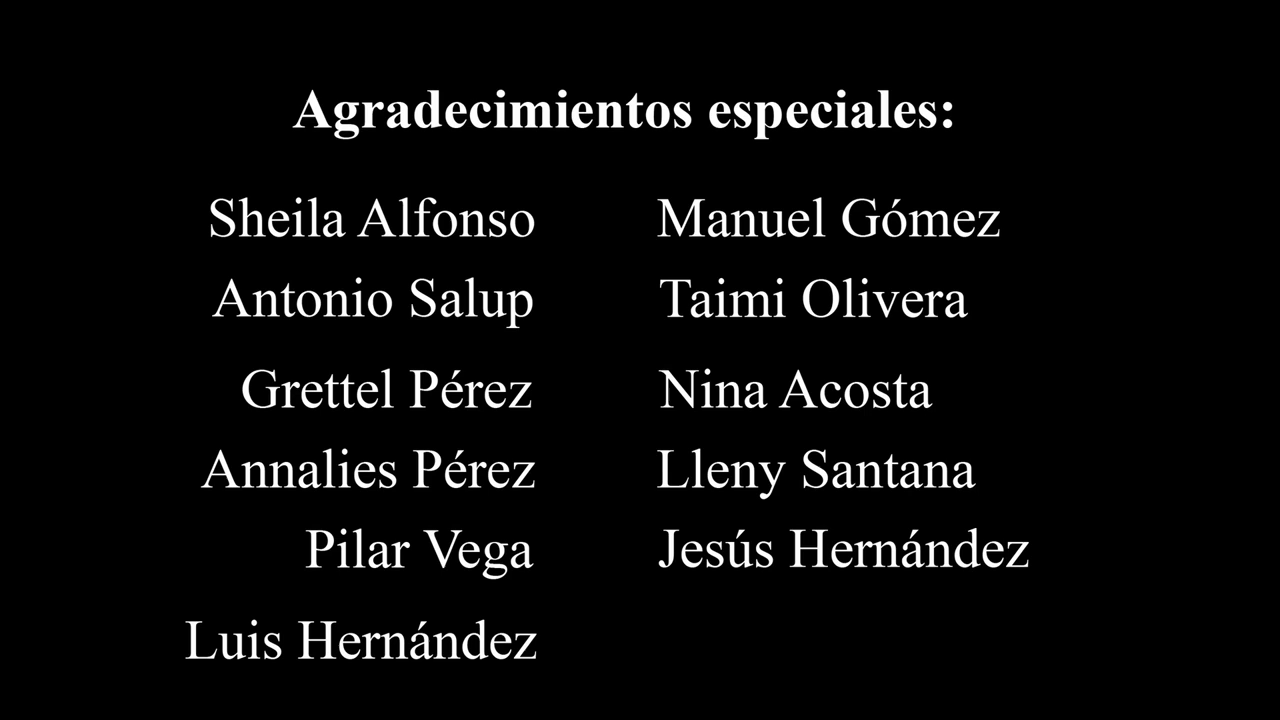 Agradecimientos especiales:
Sheila Alfonso
Antonio Salup
Grettel Pérez
Annalies Pérez
Pilar Vega
Luis Hernández
Manuel Gómez
Taimi Olivera
Nina Acosta
Lleny Santana
Jesús Hernández